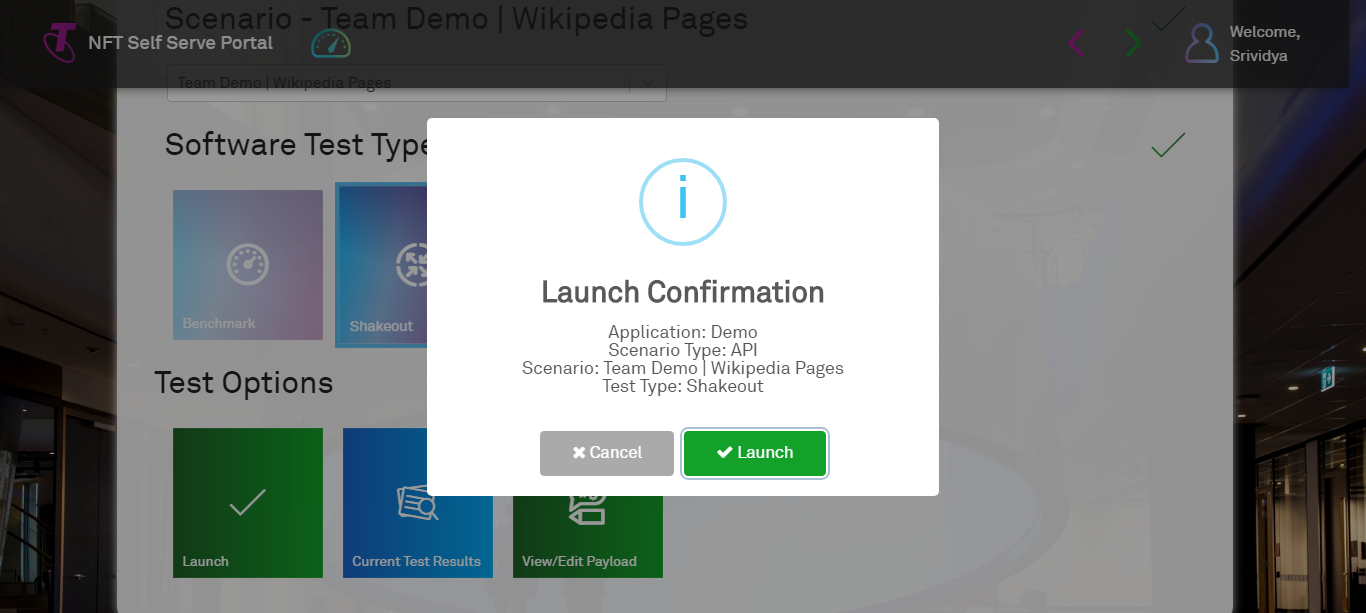 Scenario - Team Demo | Wikipedia Pages
NFT Self Serve Portal
Welcome,
Srividya
Team Demo | Wikipedia Pages
Software Test Type
Benchmark
Shakeout
Launch Confirmation
Application: Demo
Scenario Type: API
Scenario: Team Demo | Wikipedia Pages
Test Type: Shakeout
Cancel
Launch
Test Options
Launch
Current Test Results
View/Edit Payload